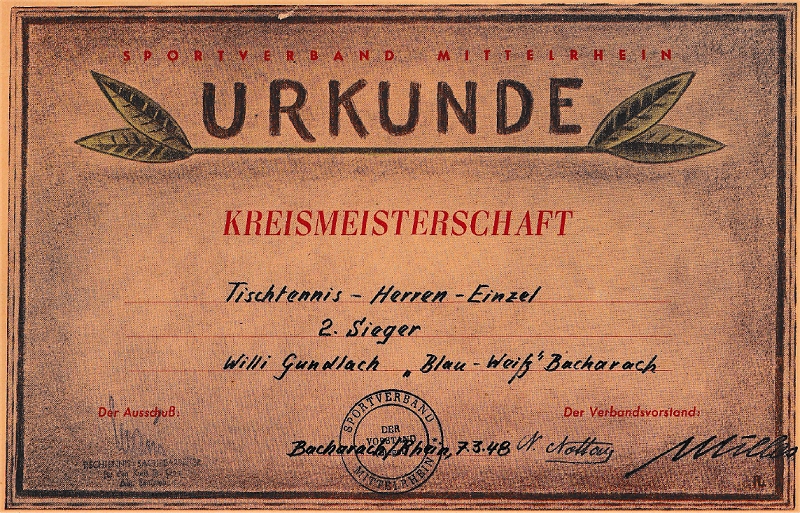 SPORTVERBAND MITTELRHEIN
URKUNDE
KREISMEISTERSCHAFT
Tischtennis - Herren - Einzel
2. Sieger
Willi Gundlach „Blau - Weiß" Bacharach
Der Ausschuß:
Der Verbandsvorstand:
SPORTVERBAND
DER
VORSTAND
MITTELRHEIN
Bacharach/Rhein, 7.3.48
Müller